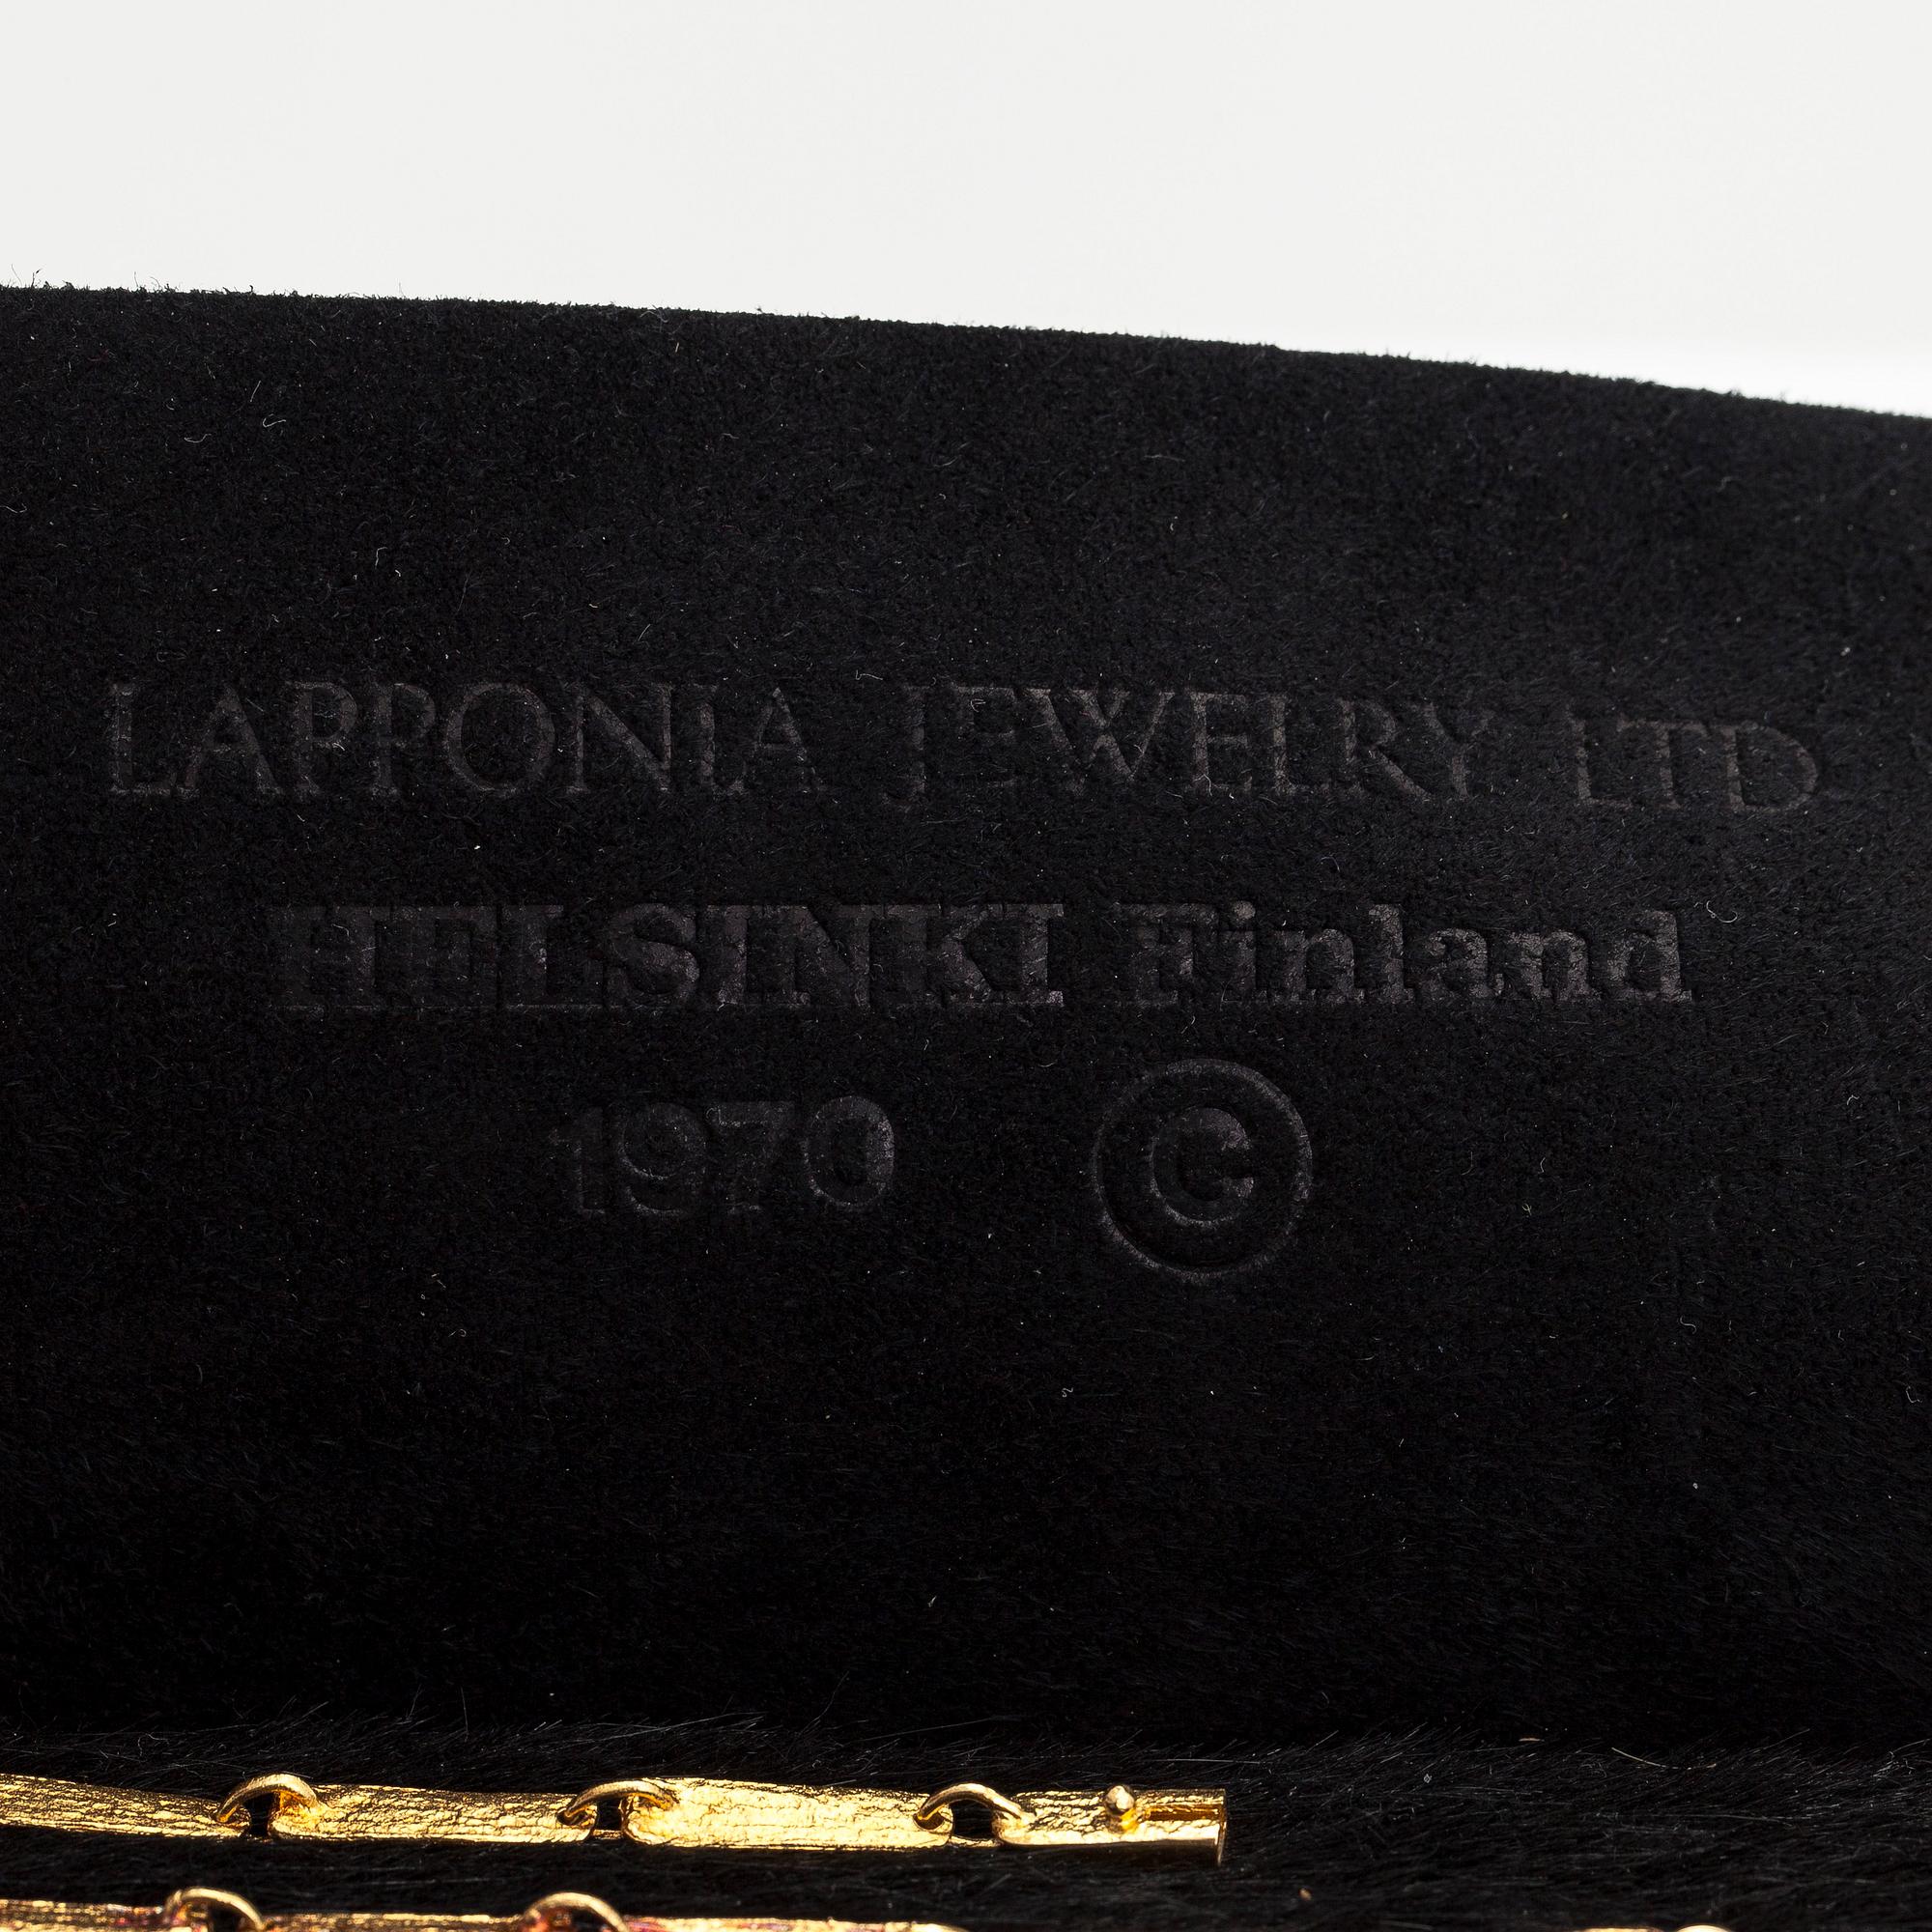 LAPPONIA JEWELRY LTD
HELSINKI Finland
1970 ©